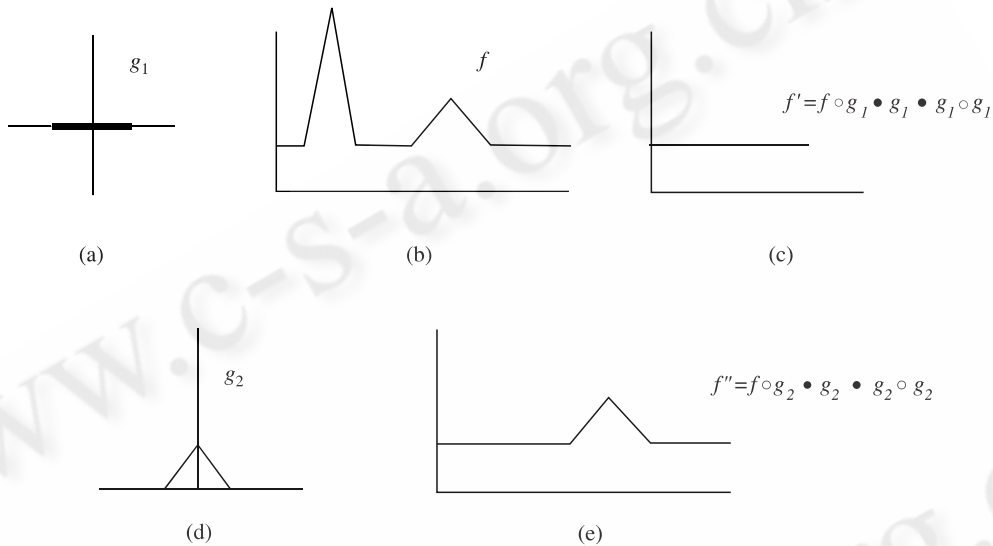 g₁
f
f'=f○g₁ ● g₁ ● g₁○g₁
(a)
(b)
(c)
g₂
f''=f○g₂ ● g₂ ● g₂ ○ g₂
(d)
(e)
www.c-s-a.org.cn